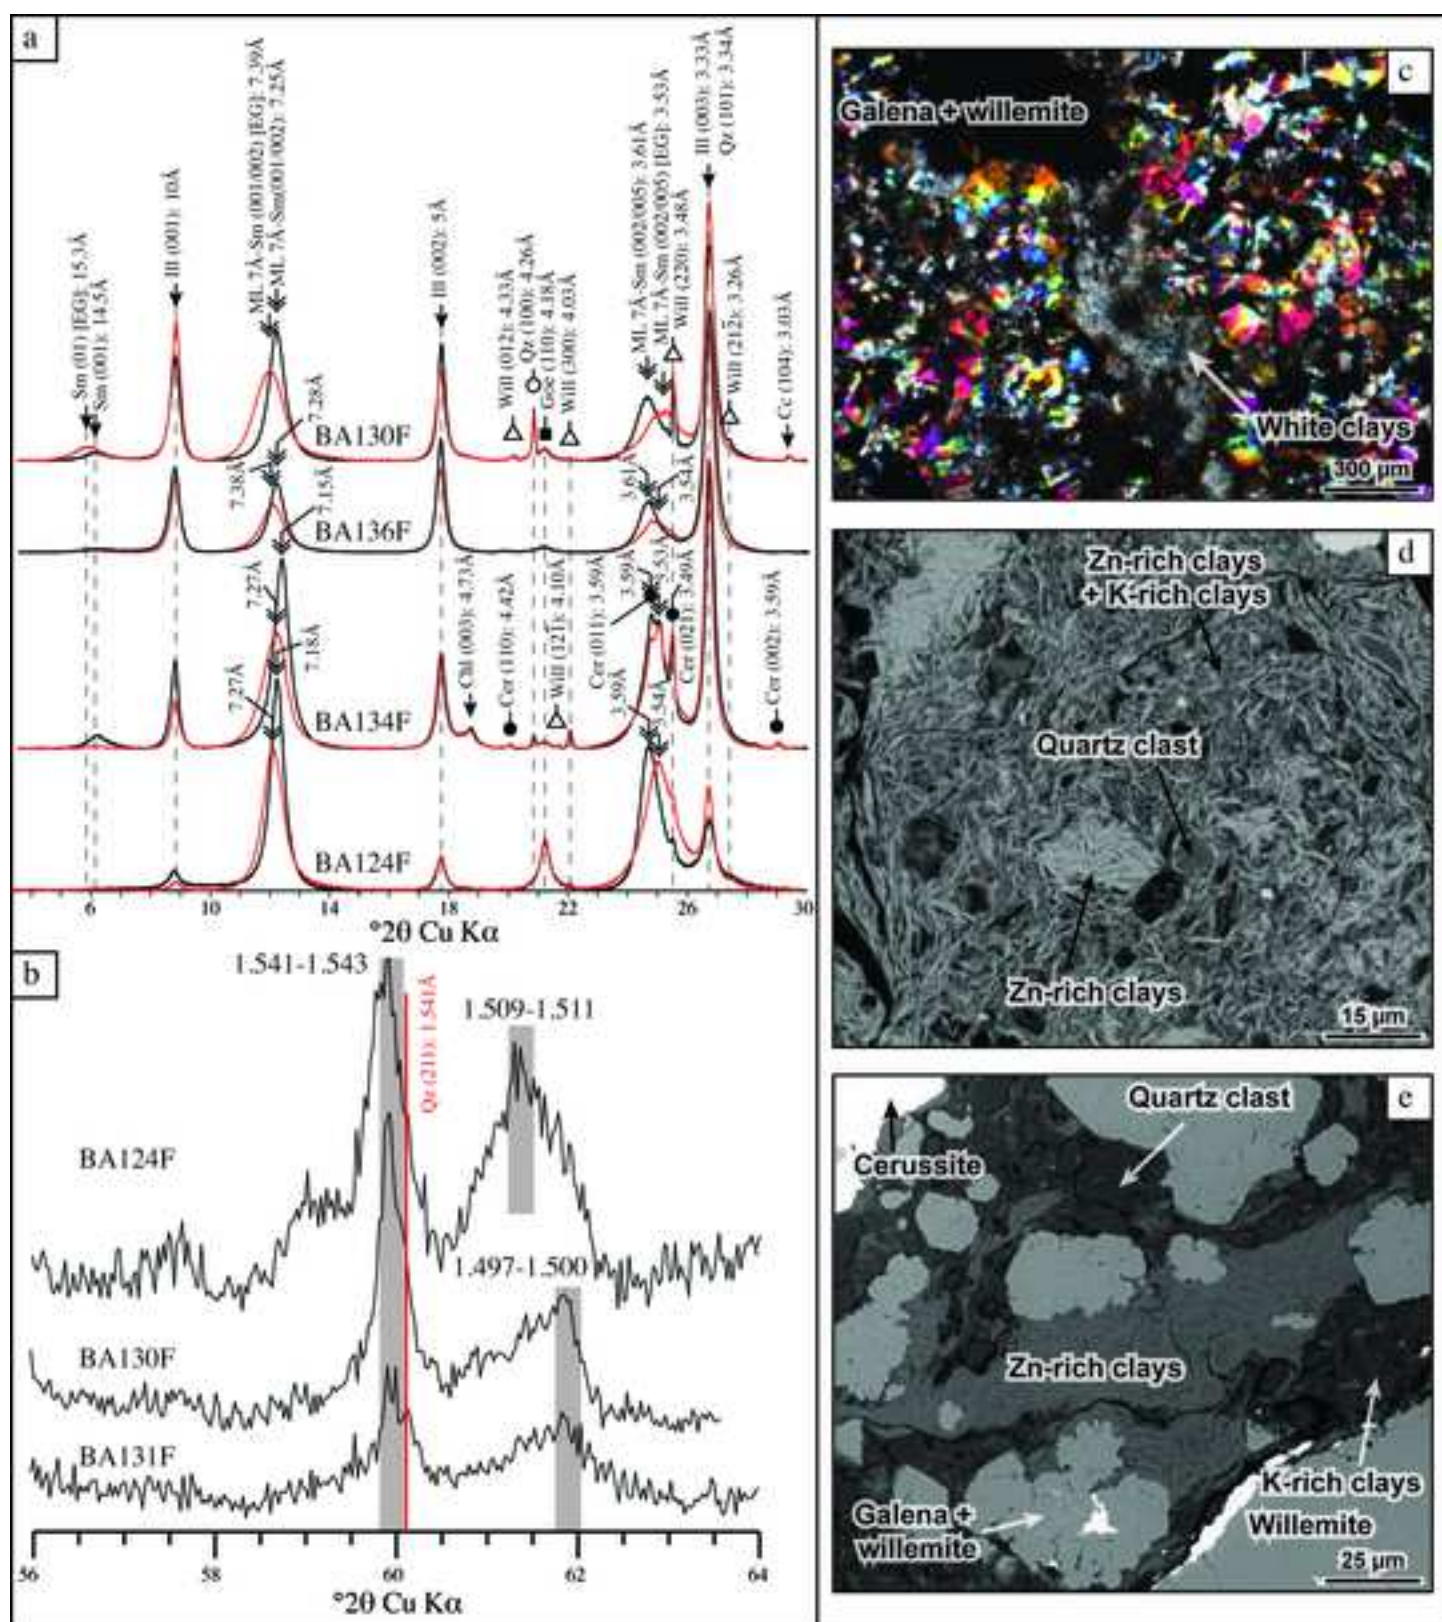 a
Sm (01) [EG]: 15.3Å
Sm (001): 14.5Å
Ill (001): 10Å
ML 7Å-Sm (001/002) [EG]: 7.39Å
ML 7Å-Sm(001/002): 7.25Å
Ill (002): 5Å
Will (012): 4.33Å
Qz (100): 4.26Å
Goe (110): 4.18Å
Will (300): 4.03Å
ML 7Å-Sm (002/005): 3.61Å
ML 7Å-Sm (002/005) [EG]: 3.53Å
Will (220): 3.48Å
Ill (003): 3.33Å
Qz (101): 3.34Å
Will (212̄): 3.26Å
Cc (104): 3.03Å
BA130F
7.28Å
7.38Å
3.61Å
3.54Å
BA136F
7.15Å
7.27Å
Chl (003): 4.73Å
Cer (110): 4.42Å
Will (121̄): 4.10Å
Cer (011): 3.59Å
3.59Å
3.53Å
Cer (021): 3.49Å
Cer (002): 3.59Å
BA134F
7.18Å
7.27Å
3.59Å
3.54Å
BA124F
6 10 14 18 22 26 30
°2θ Cu Kα
b
1.541-1.543
Qz (211): 1.541Å
1.509-1.511
BA124F
1.497-1.500
BA130F
BA131F
56 58 60 62 64
°2θ Cu Kα
c
Galena + willemite
White clays
300 µm
d
Zn-rich clays
+ K-rich clays
Quartz clast
Zn-rich clays
15 µm
e
Quartz clast
Cerussite
Zn-rich clays
K-rich clays
Galena +
willemite
Willemite
25 µm